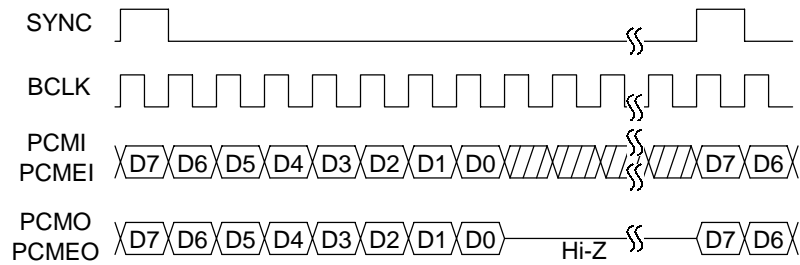 SYNC
BCLK
PCMI
PCMEI
D7 D6 D5 D4 D3 D2 D1 D0 D7 D6
PCMO
PCMEO
D7 D6 D5 D4 D3 D2 D1 D0 Hi-Z D7 D6